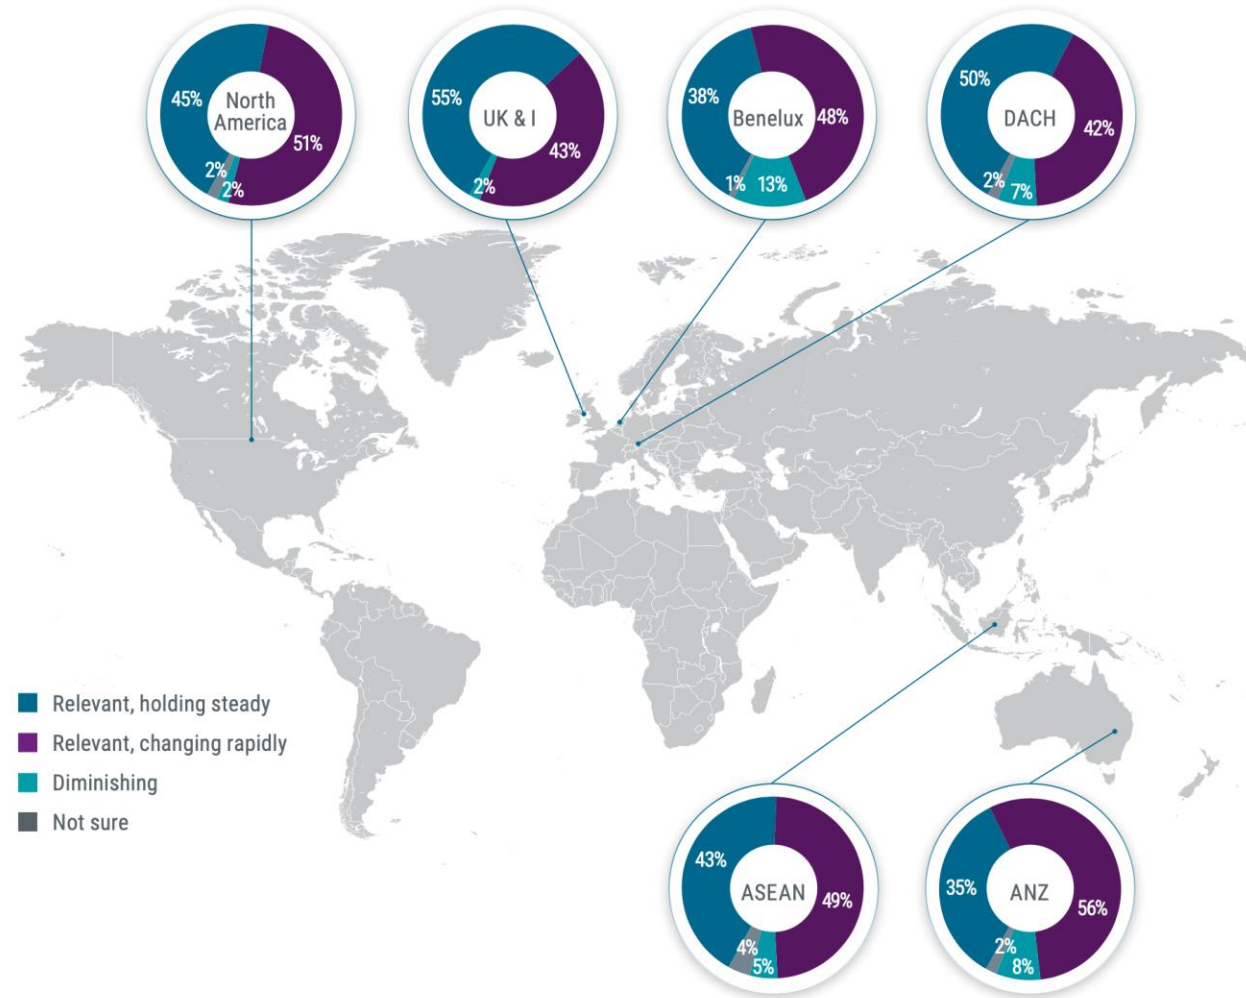 45%
North
America
51%
2%
2%
55%
UK & I
43%
2%
38%
Benelux
48%
1%
13%
50%
DACH
42%
2%
7%
Relevant, holding steady
Relevant, changing rapidly
Diminishing
Not sure
43%
ASEAN
49%
4%
5%
35%
ANZ
56%
2%
8%